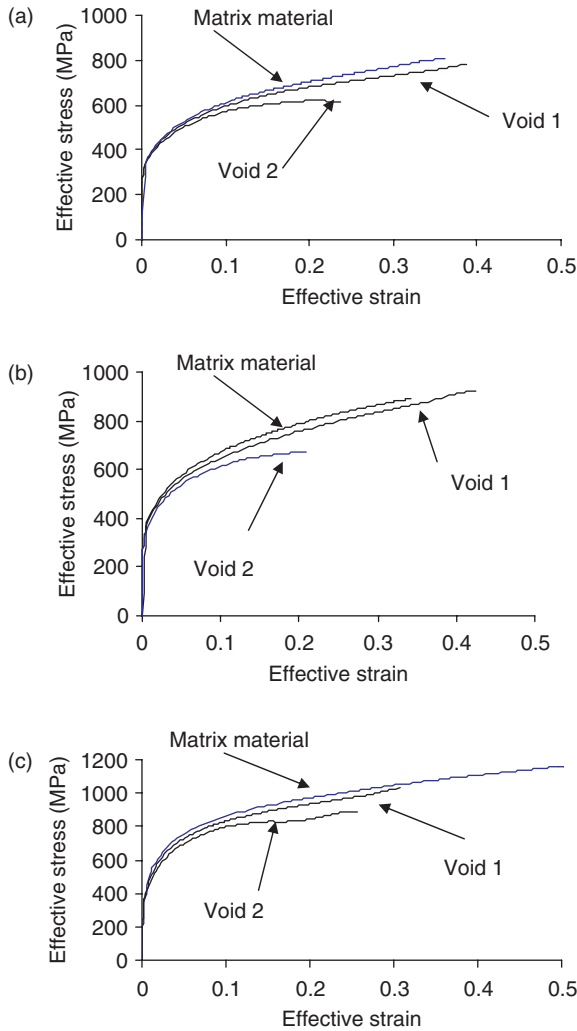 (a)
Effective stress (MPa)
1000
800
600
400
200
0
Matrix material
Void 1
Void 2
0 0.1 0.2 0.3 0.4 0.5
Effective strain
(b)
Effective stress (MPa)
1000
800
600
400
200
0
Matrix material
Void 1
Void 2
0 0.1 0.2 0.3 0.4 0.5
Effective strain
(c)
Effective stress (MPa)
1200
1000
800
600
400
200
0
Matrix material
Void 1
Void 2
0 0.1 0.2 0.3 0.4 0.5
Effective strain